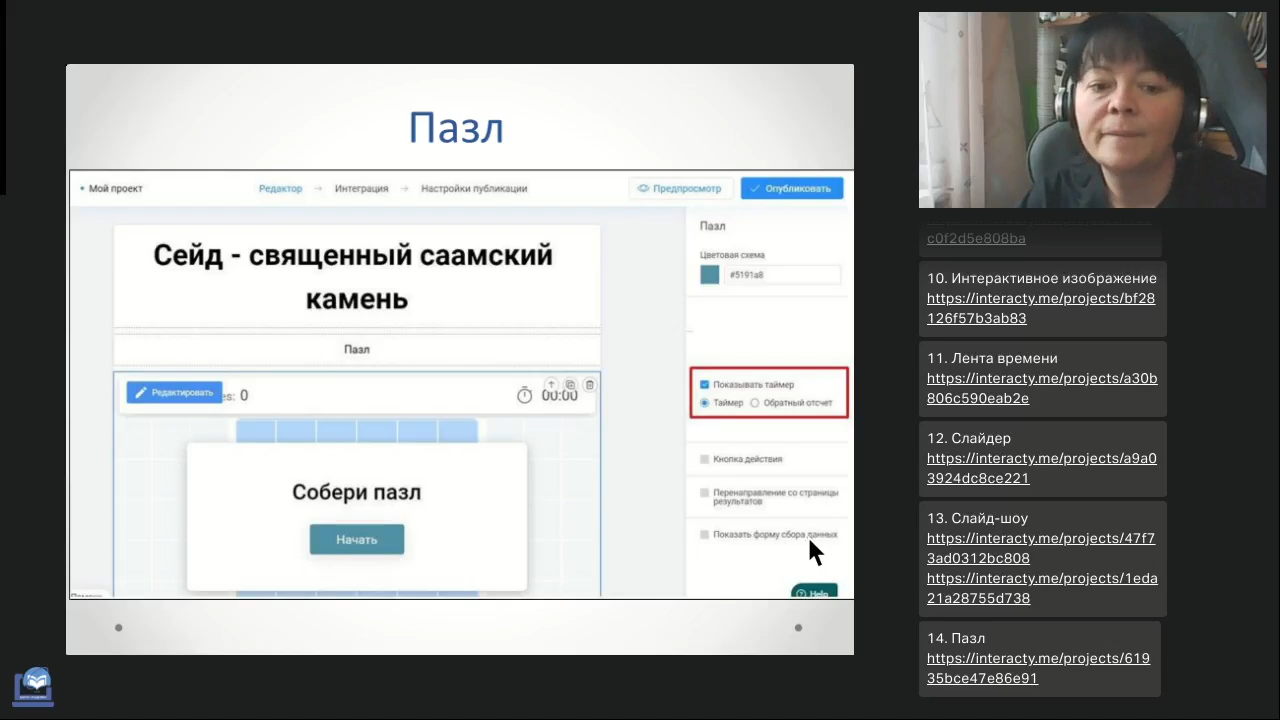 Пазл
Мой проект
Редактор
Интеграция
Настройки публикации
Предпросмотр
Опубликовать
Сейд - священный саамский
камень
Пазл
Редактировать
es: 0
00:00
Собери пазл
Начать
Пазл
Цветовая схема
#5191a8
Показывать таймер
Таймер
Обратный отсчет
Кнопка действия
Перенаправление со страницы
результатов
Показать форму сбора данных
Help
c0f2d5e808ba
10. Интерактивное изображение
https://interacty.me/projects/bf28
126f57b3ab83
11. Лента времени
https://interacty.me/projects/a30b
806c590eab2e
12. Слайдер
https://interacty.me/projects/a9a0
3924dc8ce221
13. Слайд-шоу
https://interacty.me/projects/47f7
3ad0312bc808
https://interacty.me/projects/1eda
21a28755d738
14. Пазл
https://interacty.me/projects/619
35bce47e86e91